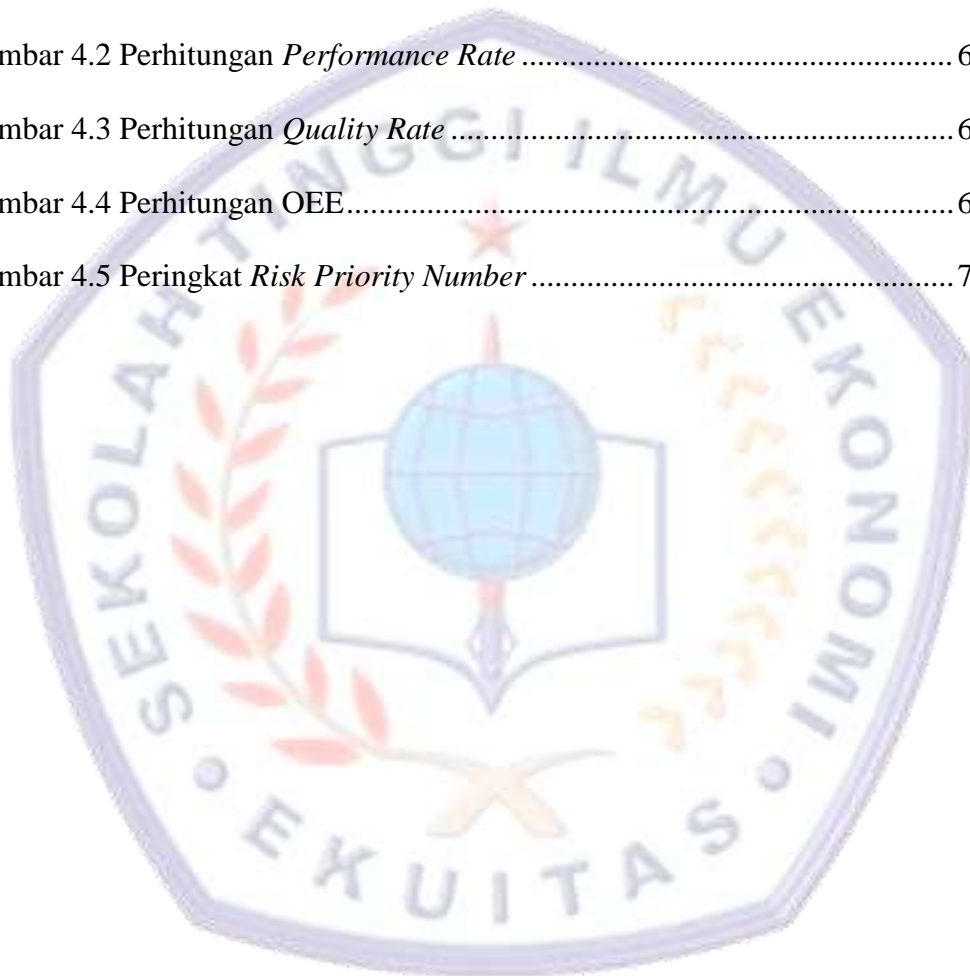 mbar 4.2 Perhitungan Performance Rate .................................................... 6
mbar 4.3 Perhitungan Quality Rate ............................................................. 6
mbar 4.4 Perhitungan OEE.......................................................................... 6
mbar 4.5 Peringkat Risk Priority Number ................................................... 7
SEKOLAH TINGGI ILMU EKONOMI
EKUITAS